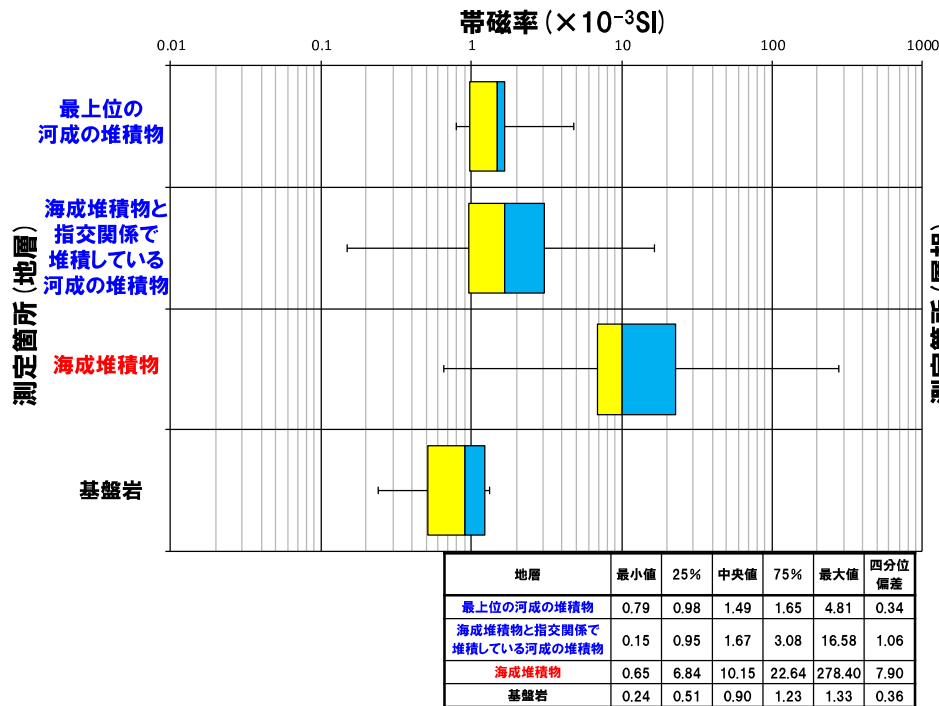 帯磁率(×10⁻³SI)
0.01 0.1 1 10 100 1000
測定箇所(地層)
最上位の
河成の堆積物
海成堆積物と
指交関係で
堆積している
河成の堆積物
海成堆積物
基盤岩
地層 最小値 25% 中央値 75% 最大値 四分位
偏差
最上位の河成の堆積物 0.79 0.98 1.49 1.65 4.81 0.34
海成堆積物と指交関係で
堆積している河成の堆積物 0.15 0.95 1.67 3.08 16.58 1.06
海成堆積物 0.65 6.84 10.15 22.64 278.40 7.90
基盤岩 0.24 0.51 0.90 1.23 1.33 0.36